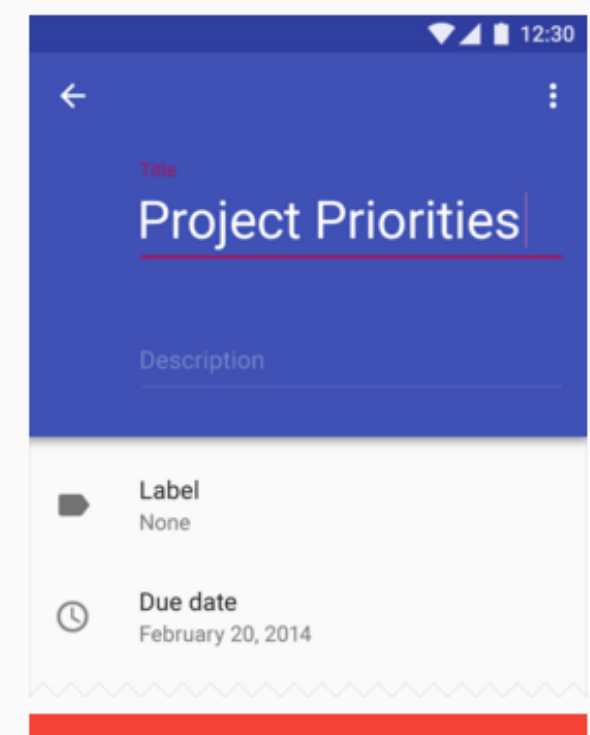 12:30
Title
Project Priorities
Description
Label
None
Due date
February 20, 2014